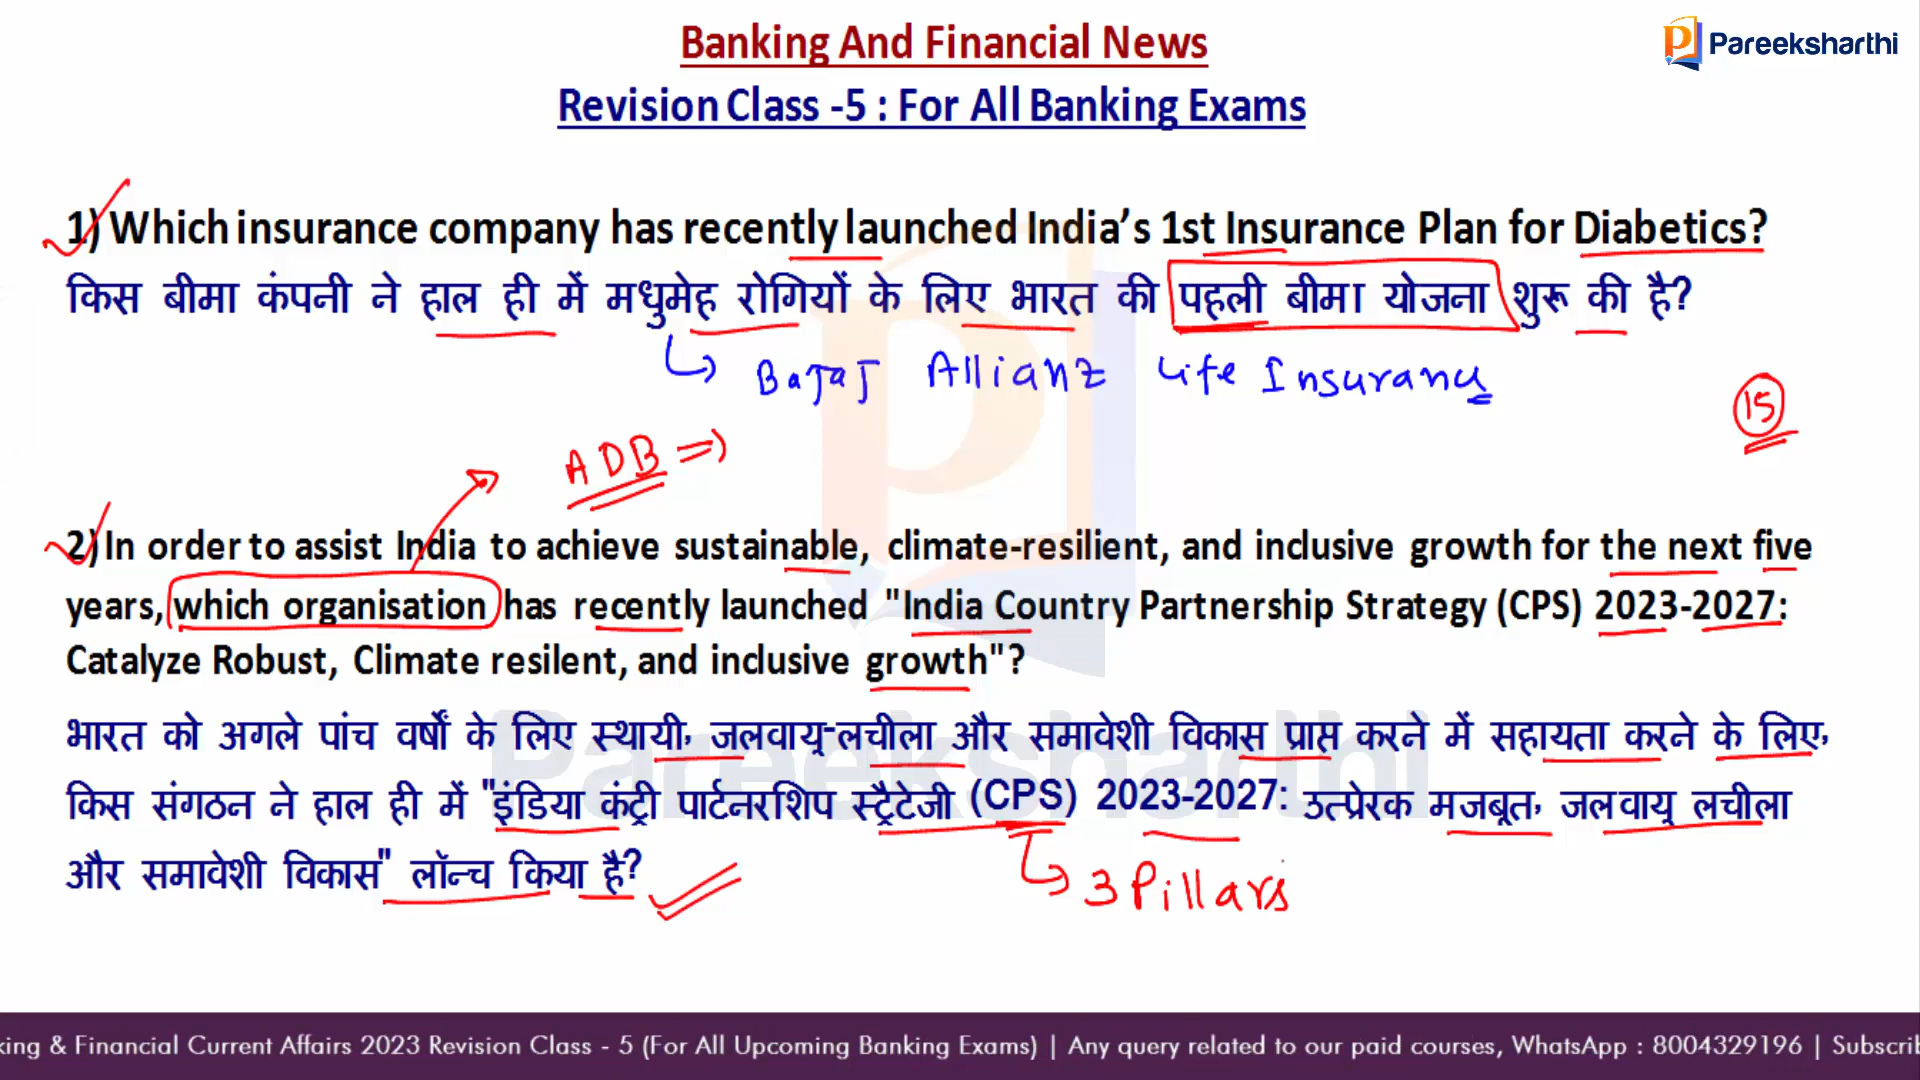 Banking And Financial News
Pareeksharthi
Revision Class -5 : For All Banking Exams
1) Which insurance company has recently launched India’s 1st Insurance Plan for Diabetics?
किस बीमा कंपनी ने हाल ही में मधुमेह रोगियों के लिए भारत की पहली बीमा योजना शुरू की है?
Bajaj Allianz Life Insurance
15
ADB =>
2) In order to assist India to achieve sustainable, climate-resilient, and inclusive growth for the next five
years, which organisation has recently launched "India Country Partnership Strategy (CPS) 2023-2027:
Catalyze Robust, Climate resilent, and inclusive growth"?
भारत को अगले पांच वर्षों के लिए स्थायी, जलवायु-लचीला और समावेशी विकास प्राप्त करने में सहायता करने के लिए,
किस संगठन ने हाल ही में "इंडिया कंट्री पार्टनरशिप स्ट्रैटेजी (CPS) 2023-2027: उत्प्रेरक मजबूत, जलवायु लचीला
और समावेशी विकास" लॉन्च किया है?
3 Pillars
Pareeksharthi
king & Financial Current Affairs 2023 Revision Class - 5 (For All Upcoming Banking Exams) | Any query related to our paid courses, WhatsApp : 8004329196 | Subscrib